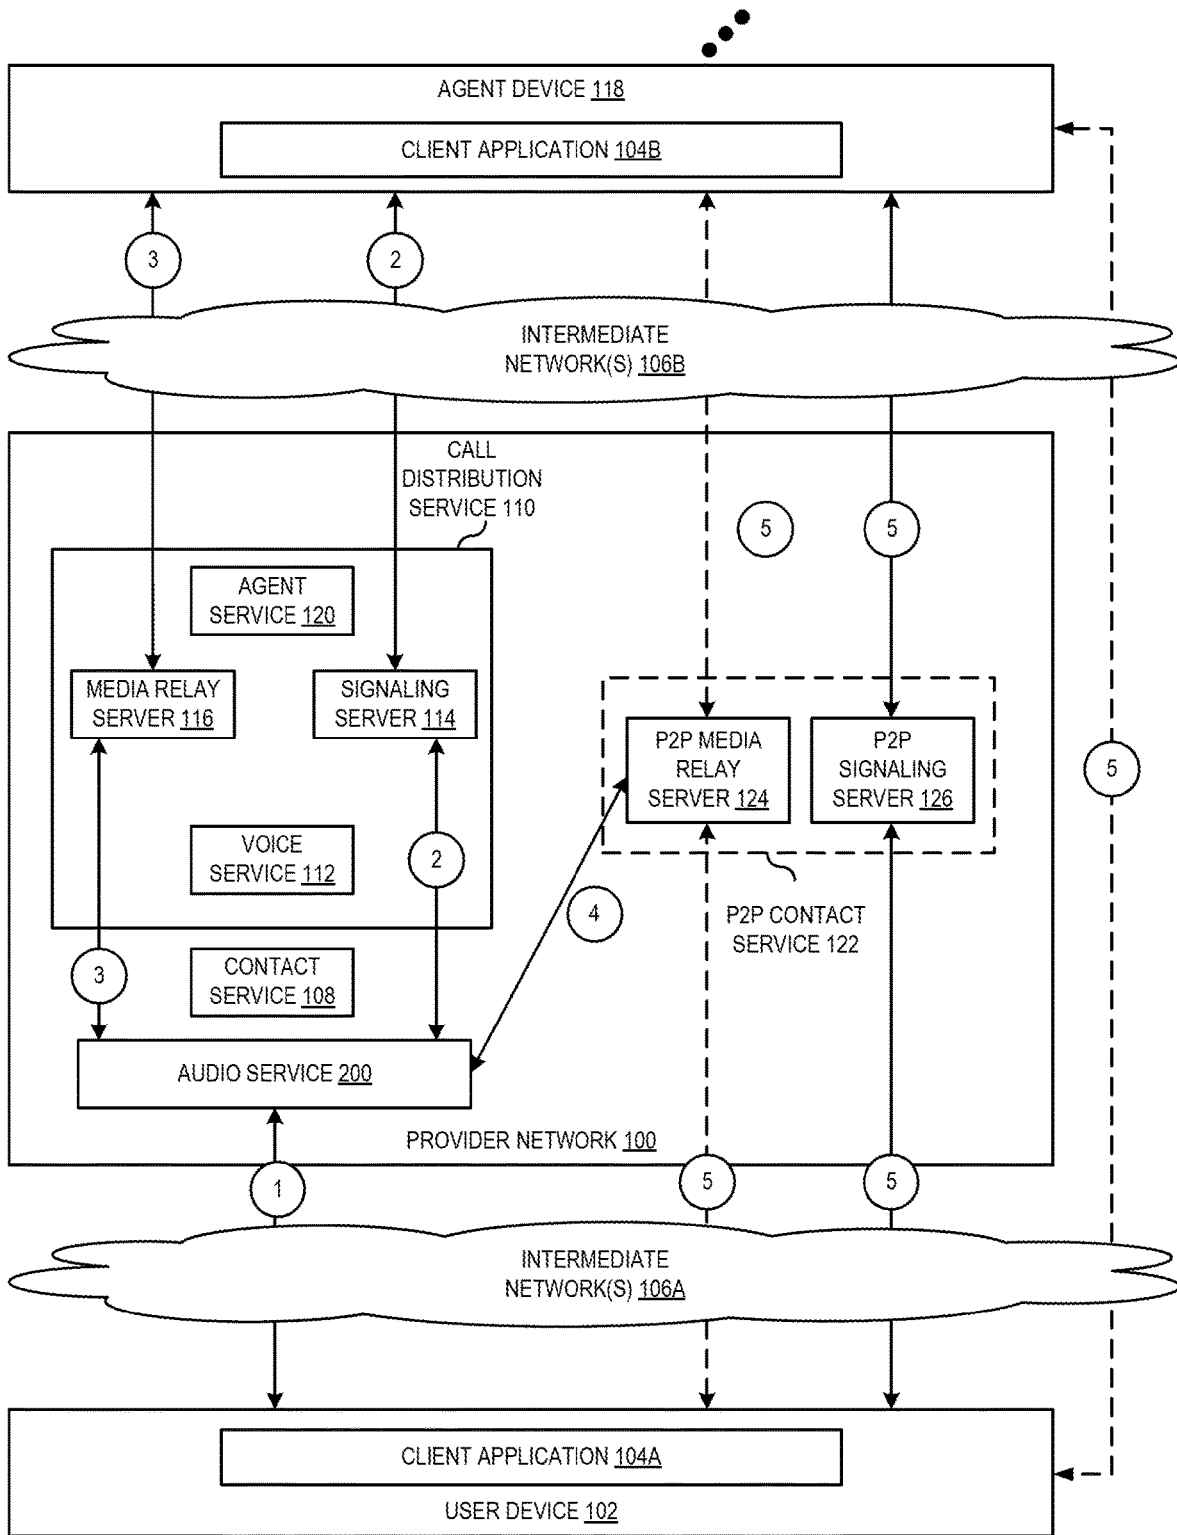 AGENT DEVICE 118
CLIENT APPLICATION 104B
3
2
INTERMEDIATE
NETWORK(S) 106B
CALL
DISTRIBUTION
SERVICE 110
5
5
AGENT
SERVICE 120
MEDIA RELAY
SERVER 116
SIGNALING
SERVER 114
P2P MEDIA
RELAY
SERVER 124
P2P
SIGNALING
SERVER 126
5
VOICE
SERVICE 112
2
4
P2P CONTACT
SERVICE 122
3
CONTACT
SERVICE 108
AUDIO SERVICE 200
PROVIDER NETWORK 100
1
5
5
INTERMEDIATE
NETWORK(S) 106A
CLIENT APPLICATION 104A
USER DEVICE 102